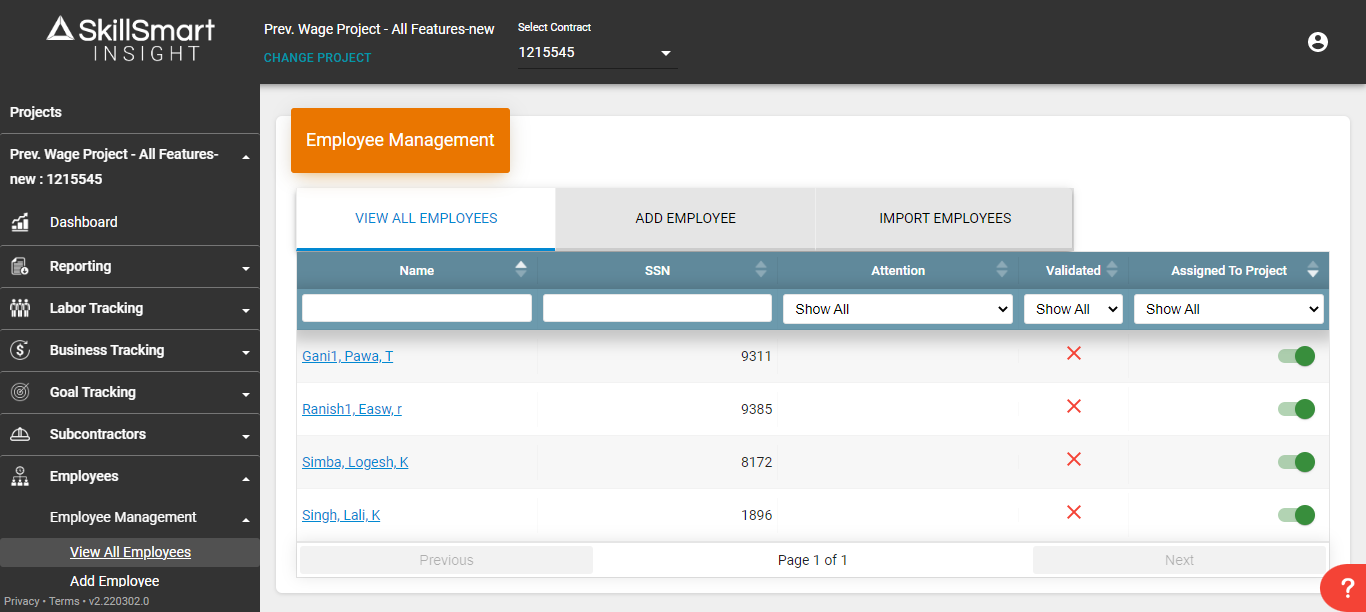 SkillSmart
INSIGHT
Prev. Wage Project - All Features-new
CHANGE PROJECT
Select Contract
1215545
Projects
Prev. Wage Project - All Features-
new : 1215545
Dashboard
Reporting
Labor Tracking
Business Tracking
Goal Tracking
Subcontractors
Employees
Employee Management
View All Employees
Add Employee
Privacy • Terms • v2.220302.0
Employee Management
VIEW ALL EMPLOYEES ADD EMPLOYEE IMPORT EMPLOYEES
Name SSN Attention Validated Assigned To Project
Show All Show All Show All
Gani1, Pawa, T 9311
Ranish1, Easw, r 9385
Simba, Logesh, K 8172
Singh, Lali, K 1896
Previous Page 1 of 1 Next
?